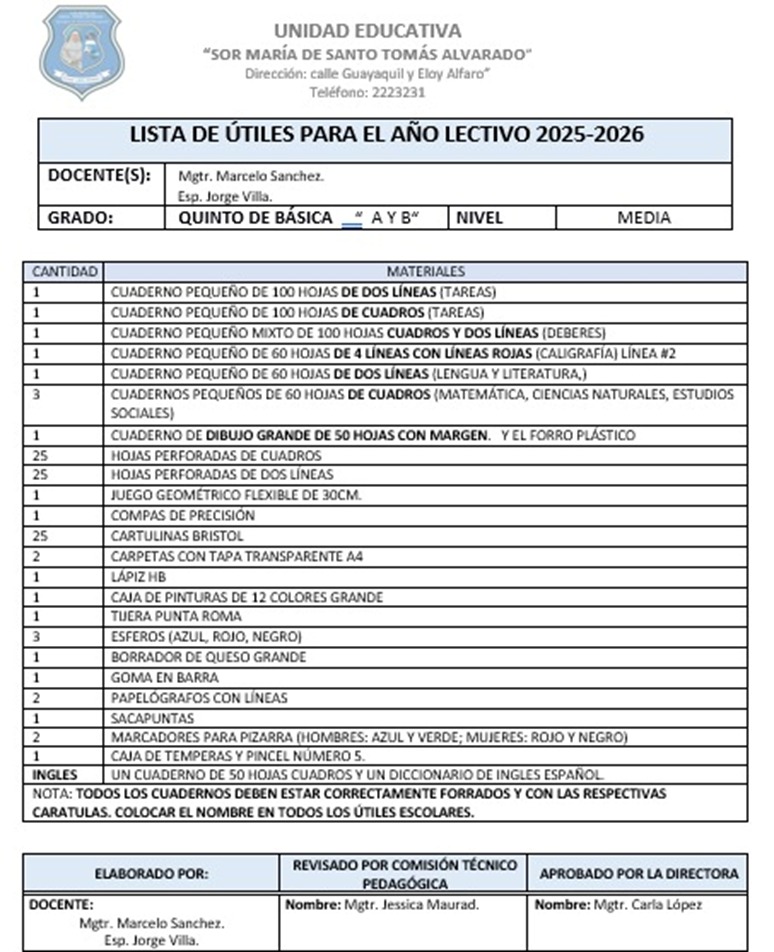 UNIDAD EDUCATIVA
"SOR MARÍA DE SANTO TOMÁS ALVARADO"
Dirección: calle Guayaquil y Eloy Alfaro"
Teléfono: 2223231
LISTA DE ÚTILES PARA EL AÑO LECTIVO 2025-2026
DOCENTE(S): Mgtr. Marcelo Sanchez.
Esp. Jorge Villa.
GRADO: QUINTO DE BÁSICA __" A Y B" NIVEL MEDIA
CANTIDAD MATERIALES
1 CUADERNO PEQUEÑO DE 100 HOJAS DE DOS LÍNEAS (TAREAS)
1 CUADERNO PEQUEÑO DE 100 HOJAS DE CUADROS (TAREAS)
1 CUADERNO PEQUEÑO MIXTO DE 100 HOJAS CUADROS Y DOS LÍNEAS (DEBERES)
1 CUADERNO PEQUEÑO DE 60 HOJAS DE 4 LÍNEAS CON LÍNEAS ROJAS (CALIGRAFÍA) LÍNEA #2
1 CUADERNO PEQUEÑO DE 60 HOJAS DE DOS LÍNEAS (LENGUA Y LITERATURA,)
3 CUADERNOS PEQUEÑOS DE 60 HOJAS DE CUADROS (MATEMÁTICA, CIENCIAS NATURALES, ESTUDIOS
SOCIALES)
1 CUADERNO DE DIBUJO GRANDE DE 50 HOJAS CON MARGEN. Y EL FORRO PLÁSTICO
25 HOJAS PERFORADAS DE CUADROS
25 HOJAS PERFORADAS DE DOS LÍNEAS
1 JUEGO GEOMÉTRICO FLEXIBLE DE 30CM.
1 COMPAS DE PRECISIÓN
25 CARTULINAS BRISTOL
2 CARPETAS CON TAPA TRANSPARENTE A4
1 LÁPIZ HB
1 CAJA DE PINTURAS DE 12 COLORES GRANDE
1 TIJERA PUNTA ROMA
3 ESFEROS (AZUL, ROJO, NEGRO)
1 BORRADOR DE QUESO GRANDE
1 GOMA EN BARRA
2 PAPELÓGRAFOS CON LÍNEAS
1 SACAPUNTAS
2 MARCADORES PARA PIZARRA (HOMBRES: AZUL Y VERDE; MUJERES: ROJO Y NEGRO)
1 CAJA DE TEMPERAS Y PINCEL NÚMERO 5.
INGLES UN CUADERNO DE 50 HOJAS CUADROS Y UN DICCIONARIO DE INGLES ESPAÑOL.
NOTA: TODOS LOS CUADERNOS DEBEN ESTAR CORRECTAMENTE FORRADOS Y CON LAS RESPECTIVAS
CARATULAS. COLOCAR EL NOMBRE EN TODOS LOS ÚTILES ESCOLARES.
ELABORADO POR: REVISADO POR COMISIÓN TÉCNICO
PEDAGÓGICA APROBADO POR LA DIRECTORA
DOCENTE: Nombre: Mgtr. Jessica Maurad. Nombre: Mgtr. Carla López
Mgtr. Marcelo Sanchez.
Esp. Jorge Villa.